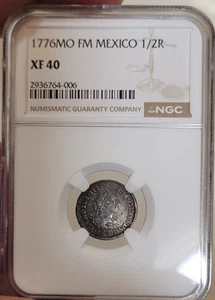 1776MO FM MEXICO 1/2R
XF 40
2936764-006
NUMISMATIC GUARANTY COMPANY
NGC